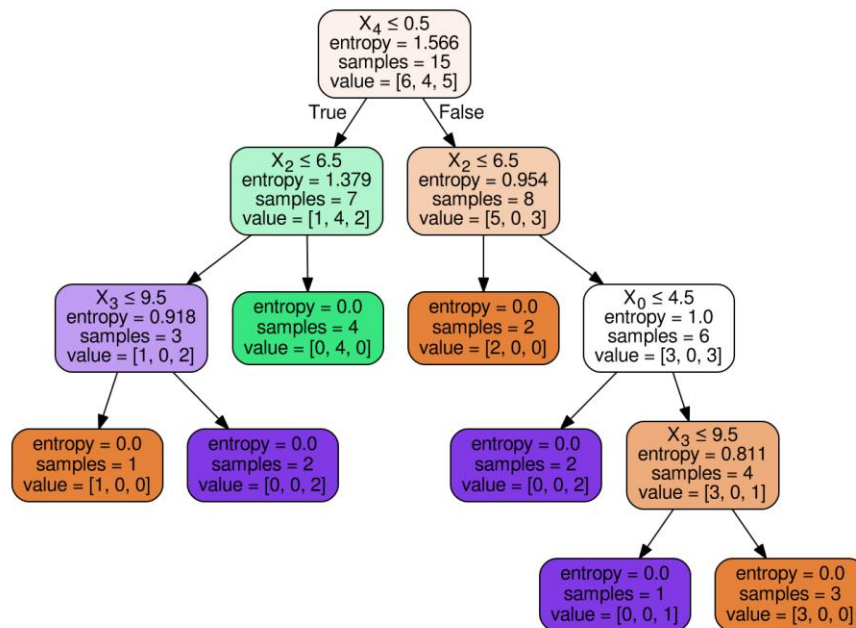 X₄ ≤ 0.5
entropy = 1.566
samples = 15
value = [6, 4, 5]
True
False
X₂ ≤ 6.5
entropy = 1.379
samples = 7
value = [1, 4, 2]
X₂ ≤ 6.5
entropy = 0.954
samples = 8
value = [5, 0, 3]
X₃ ≤ 9.5
entropy = 0.918
samples = 3
value = [1, 0, 2]
entropy = 0.0
samples = 4
value = [0, 4, 0]
entropy = 0.0
samples = 2
value = [2, 0, 0]
X₀ ≤ 4.5
entropy = 1.0
samples = 6
value = [3, 0, 3]
entropy = 0.0
samples = 1
value = [1, 0, 0]
entropy = 0.0
samples = 2
value = [0, 0, 2]
entropy = 0.0
samples = 2
value = [0, 0, 2]
X₃ ≤ 9.5
entropy = 0.811
samples = 4
value = [3, 0, 1]
entropy = 0.0
samples = 1
value = [0, 0, 1]
entropy = 0.0
samples = 3
value = [3, 0, 0]